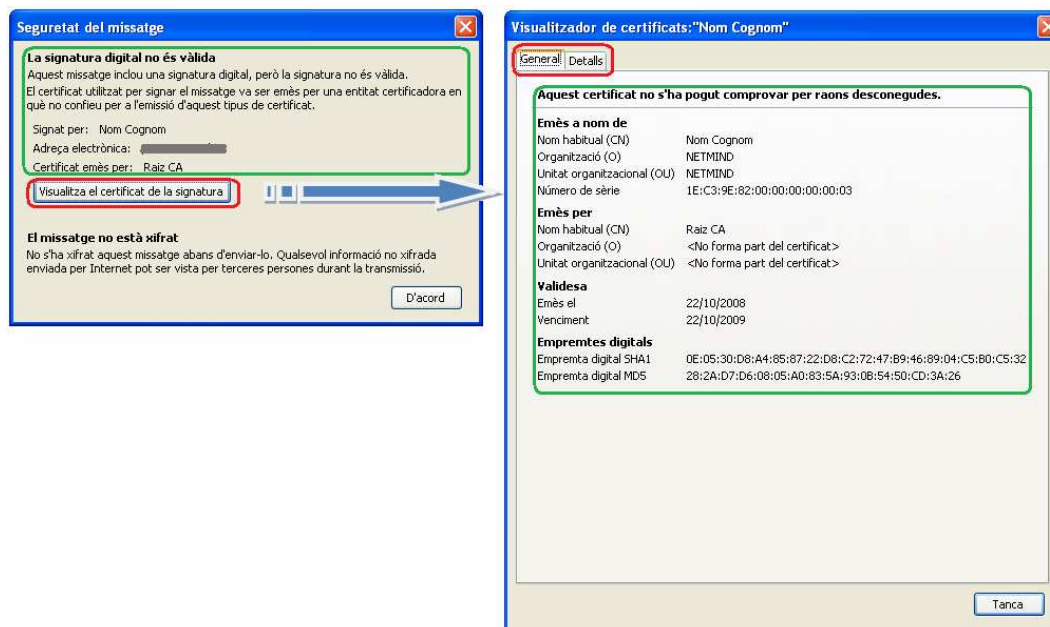 Seguretat del missatge
La signatura digital no és vàlida
Aquest missatge inclou una signatura digital, però la signatura no és vàlida.
El certificat utilitzat per signar el missatge va ser emès per una entitat certificadora en
què no confieu per a l'emissió d'aquest tipus de certificat.
Signat per: Nom Cognom
Adreça electrònica:
Certificat emès per: Raiz CA
Visualitza el certificat de la signatura
El missatge no està xifrat
No s'ha xifrat aquest missatge abans d'enviar-lo. Qualsevol informació no xifrada
enviada per Internet pot ser vista per terceres persones durant la transmissió.
D'acord
Visualitzador de certificats:"Nom Cognom"
General Detalls
Aquest certificat no s'ha pogut comprovar per raons desconegudes.
Emès a nom de
Nom habitual (CN) Nom Cognom
Organització (O) NETMIND
Unitat organizacional (OU) NETMIND
Número de sèrie 1E:C3:9E:82:00:00:00:00:00:03
Emès per
Nom habitual (CN) Raiz CA
Organització (O) <No forma part del certificat>
Unitat organitzacional (OU) <No forma part del certificat>
Validesa
Emès el 22/10/2008
Venciment 22/10/2009
Empremtes digitals
Empremta digital SHA1 0E:05:30:D8:A4:85:87:22:D8:C2:72:47:B9:46:89:04:C5:B0:C5:32
Empremta digital MD5 28:2A:D7:D6:08:05:A0:83:5A:93:0B:54:50:CD:3A:26
Tanca